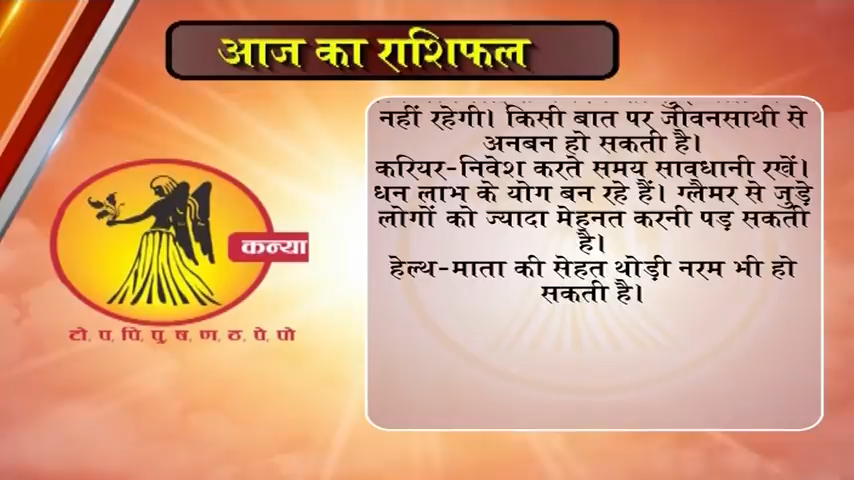 आज का राशिफल
नहीं रहेगी। किसी बात पर जीवनसाथी से
अनबन हो सकती है।
करियर-निवेश करते समय सावधानी रखें।
धन लाभ के योग बन रहे हैं। ग्लैमर से जुड़े
लोगों को ज्यादा मेहनत करनी पड़ सकती
है।
हेल्थ-माता की सेहत थोड़ी नरम भी हो
सकती है।
कन्या
टो, प, पि, पु, ष, ण, ठ, पे, पो